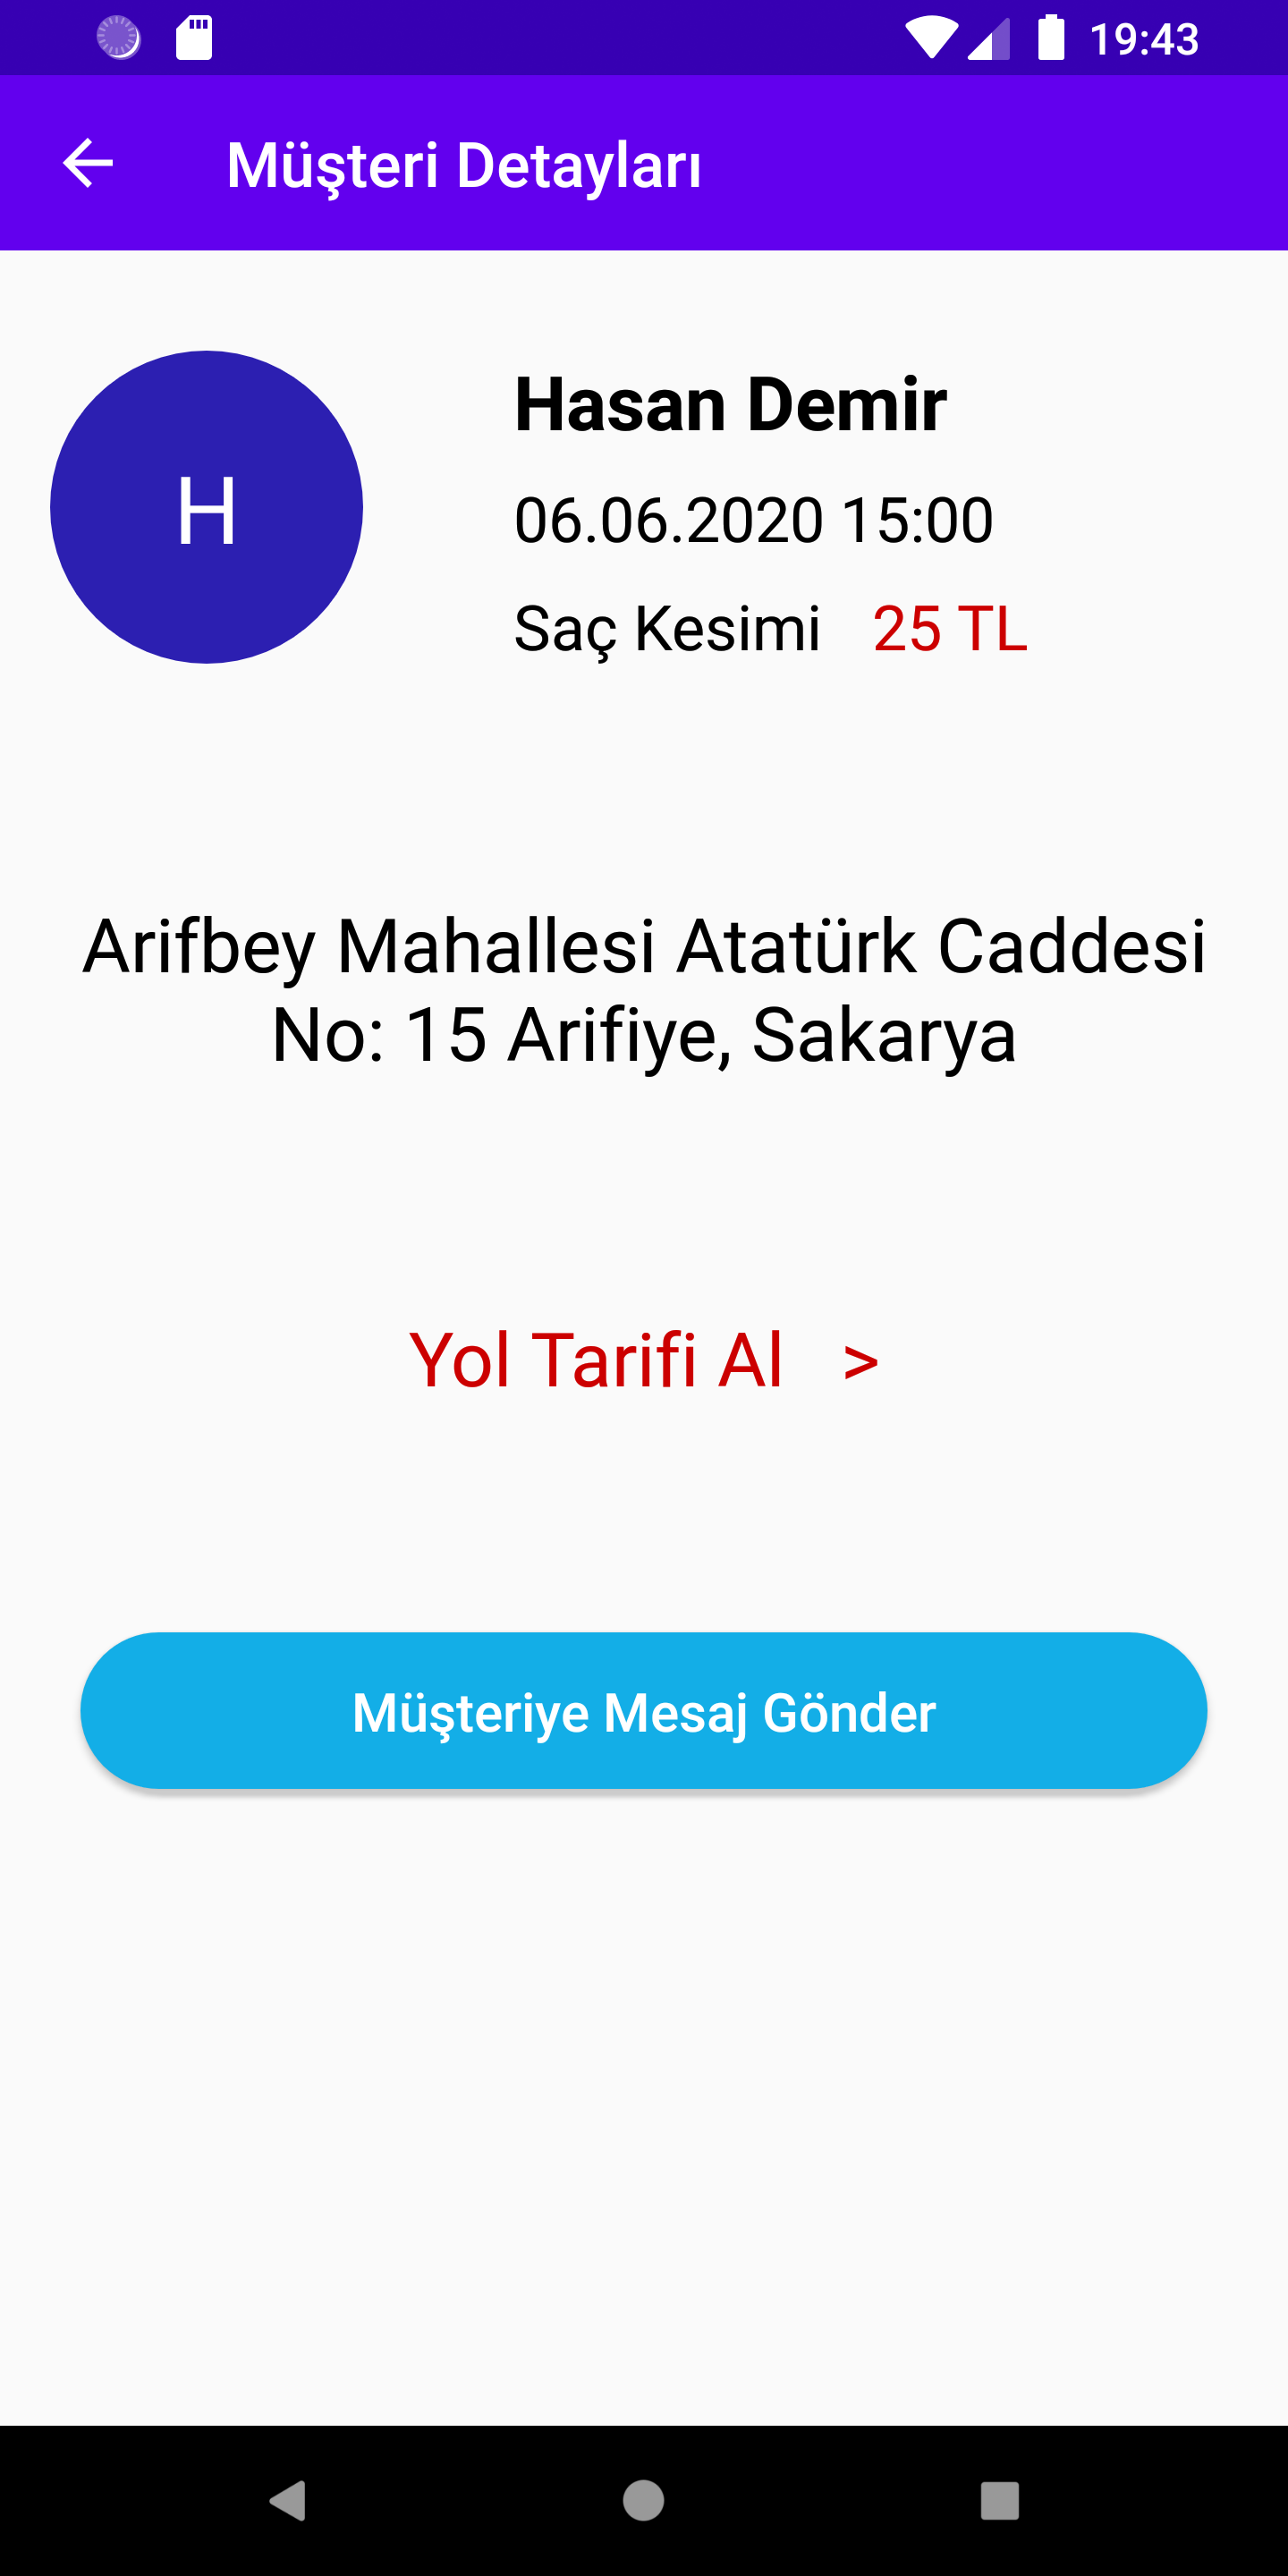 19:43
Müşteri Detayları
H
Hasan Demir
06.06.2020 15:00
Saç Kesimi 25 TL
Arifbey Mahallesi Atatürk Caddesi
No: 15 Arifiye, Sakarya
Yol Tarifi Al >
Müşteriye Mesaj Gönder